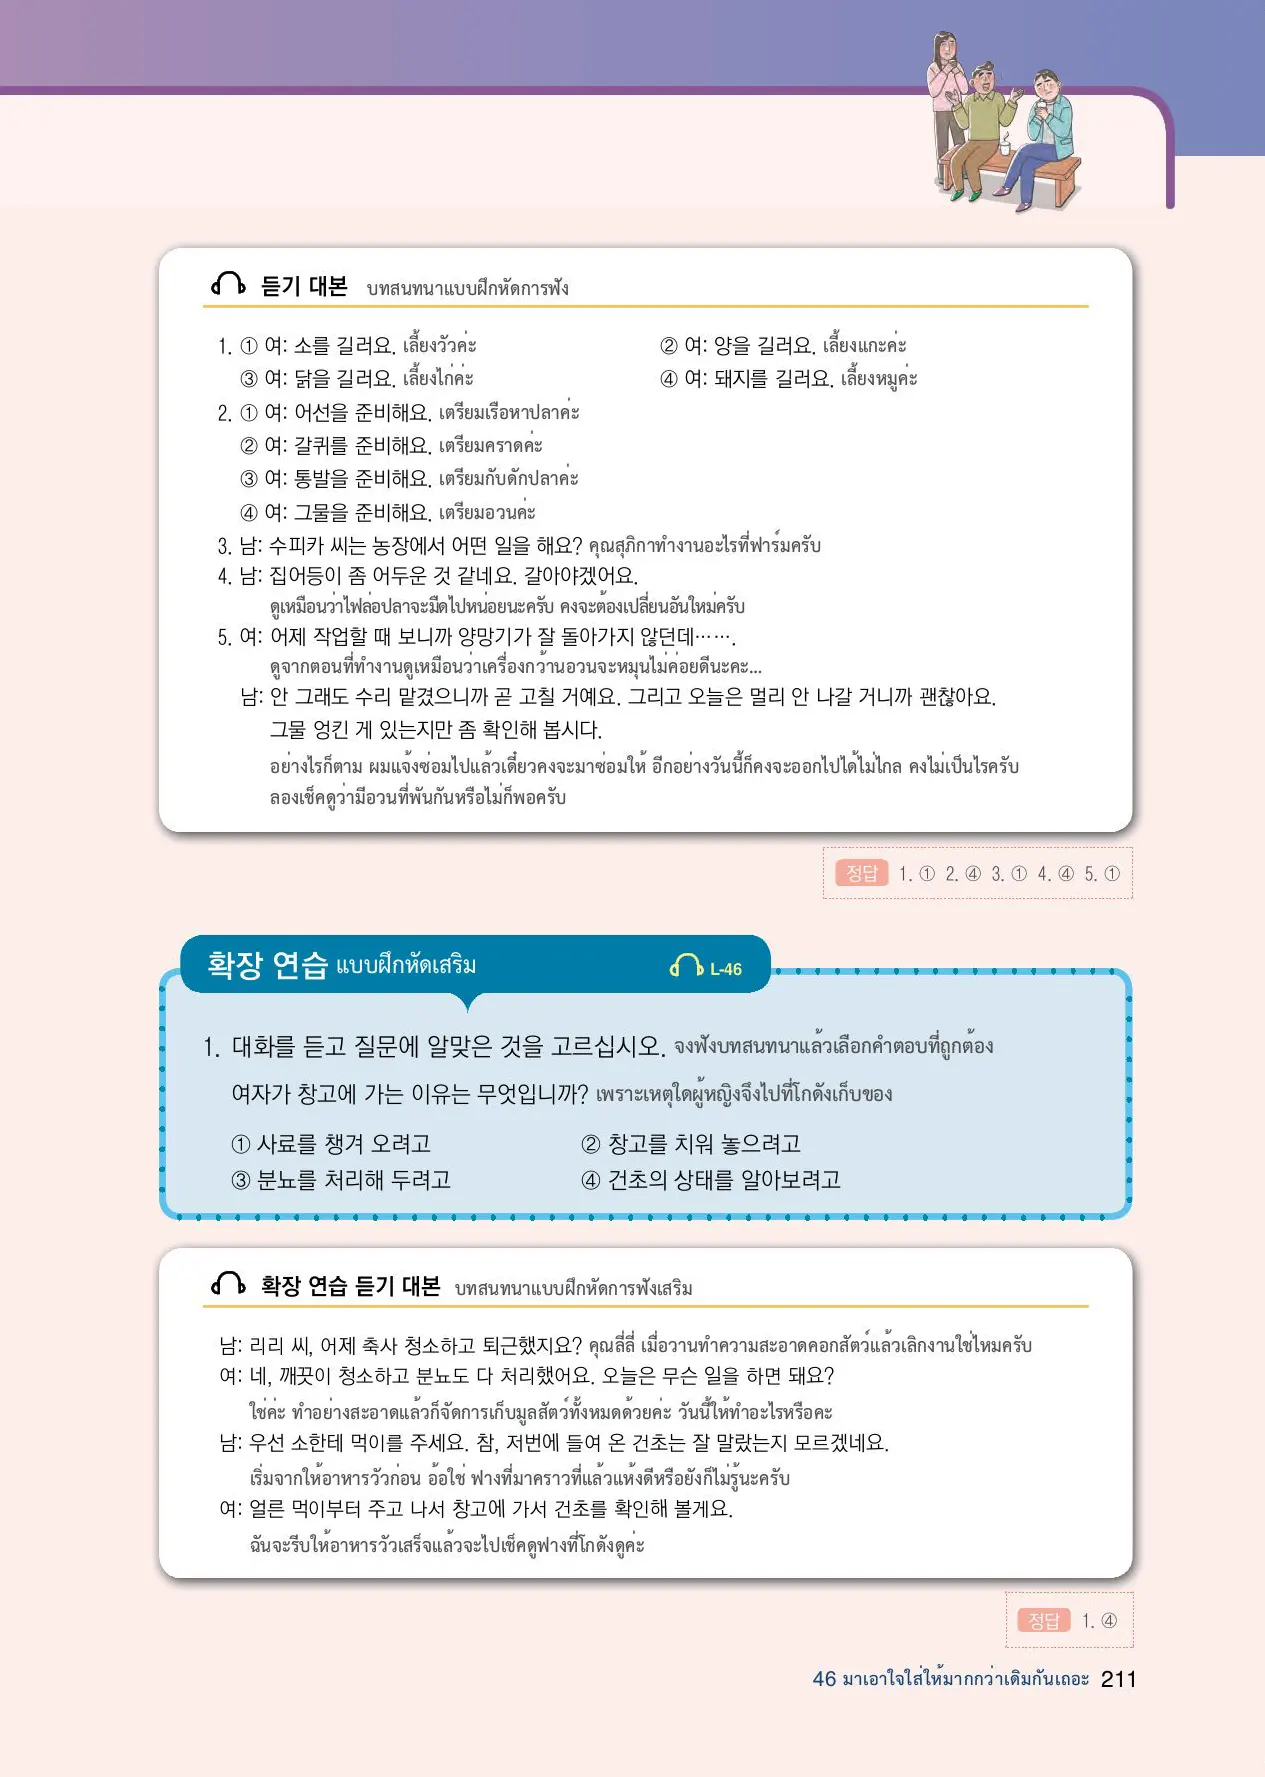 듣기 대본 บทสนทนาแบบฝึกหัดการฟัง
1. ① 여: 소를 길러요. เลี้ยงวัวค่ะ ② 여: 양을 길러요. เลี้ยงแกะค่ะ
③ 여: 닭을 길러요. เลี้ยงไก่ค่ะ ④ 여: 돼지를 길러요. เลี้ยงหมูค่ะ
2. ① 여: 어선을 준비해요. เตรียมเรือหาปลาค่ะ
② 여: 갈퀴를 준비해요. เตรียมคราดค่ะ
③ 여: 통발을 준비해요. เตรียมกับดักปลาค่ะ
④ 여: 그물을 준비해요. เตรียมอวนค่ะ
3. 남: 수피카 씨는 농장에서 어떤 일을 해요? คุณสุภิกาทำงานอะไรที่ฟาร์มครับ
4. 남: 집어등이 좀 어두운 것 같네요. 갈아야겠어요.
ดูเหมือนว่าไฟล่อปลาจะมืดไปหน่อยนะครับ คงจะต้องเปลี่ยนอันใหม่ครับ
5. 여: 어제 작업할 때 보니까 양망기가 잘 돌아가지 않던데…….
ดูจากตอนที่ทำงานดูเหมือนว่าเครื่องกว้านอวนจะหมุนไม่ค่อยดีนะคะ...
남: 안 그래도 수리 맡겼으니까 곧 고칠 거예요. 그리고 오늘은 멀리 안 나갈 거니까 괜찮아요.
그물 엉킨 게 있는지만 좀 확인해 봅시다.
อย่างไรก็ตาม ผมแจ้งซ่อมไปแล้วเดี๋ยวคงจะมาซ่อมให้ อีกอย่างวันนี้ก็คงจะออกไปได้ไม่ไกล คงไม่เป็นไรครับ
ลองเช็คดูว่ามีอวนที่พันกันหรือไม่ก็พอครับ
정답 1. ① 2. ④ 3. ① 4. ④ 5. ①
확장 연습 แบบฝึกหัดเสริม L-46
1. 대화를 듣고 질문에 알맞은 것을 고르십시오. จงฟังบทสนทนาแล้วเลือกคำตอบที่ถูกต้อง
여자가 창고에 가는 이유는 무엇입니까? เพราะเหตุใดผู้หญิงจึงไปที่โกดังเก็บของ
① 사료를 챙겨 오려고 ② 창고를 치워 놓으려고
③ 분뇨를 처리해 두려고 ④ 건초의 상태를 알아보려고
확장 연습 듣기 대본 บทสนทนาแบบฝึกหัดการฟังเสริม
남: 리리 씨, 어제 축사 청소하고 퇴근했지요? คุณลี่ลี่ เมื่อวานทำความสะอาดคอกสัตว์แล้วเลิกงานใช่ไหมครับ
여: 네, 깨끗이 청소하고 분뇨도 다 처리했어요. 오늘은 무슨 일을 하면 돼요?
ใช่ค่ะ ทำอย่างสะอาดแล้วก็จัดการเก็บมูลสัตว์ทั้งหมดด้วยค่ะ วันนี้ให้ทำอะไรหรือคะ
남: 우선 소한테 먹이를 주세요. 참, 저번에 들여 온 건초는 잘 말랐는지 모르겠네요.
เริ่มจากให้อาหารวัวก่อน อ้อใช่ ฟางที่มาคราวที่แล้วแห้งดีหรือยังก็ไม่รู้นะครับ
여: 얼른 먹이부터 주고 나서 창고에 가서 건초를 확인해 볼게요.
ฉันจะรีบให้อาหารวัวเสร็จแล้วจะไปเช็คดูฟางที่โกดังดูค่ะ
정답 1. ④
46 มาเอาใจใส่ให้มากกว่าเดิมกันเถอะ 211